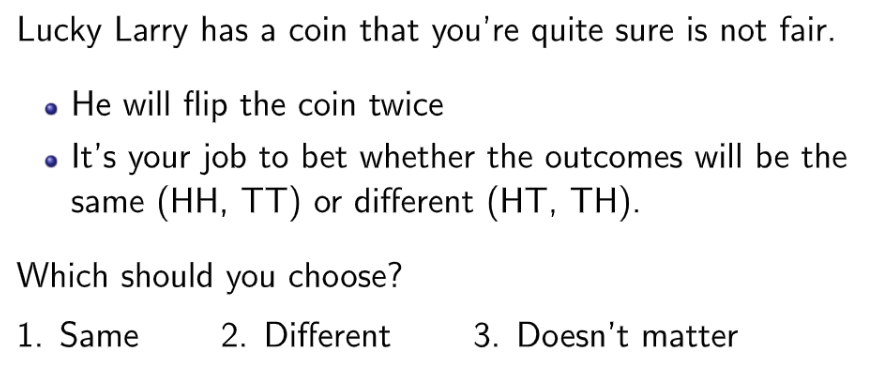 Lucky Larry has a coin that you're quite sure is not fair.
• He will flip the coin twice
• It's your job to bet whether the outcomes will be the
same (HH, TT) or different (HT, TH).
Which should you choose?
1. Same 2. Different 3. Doesn't matter